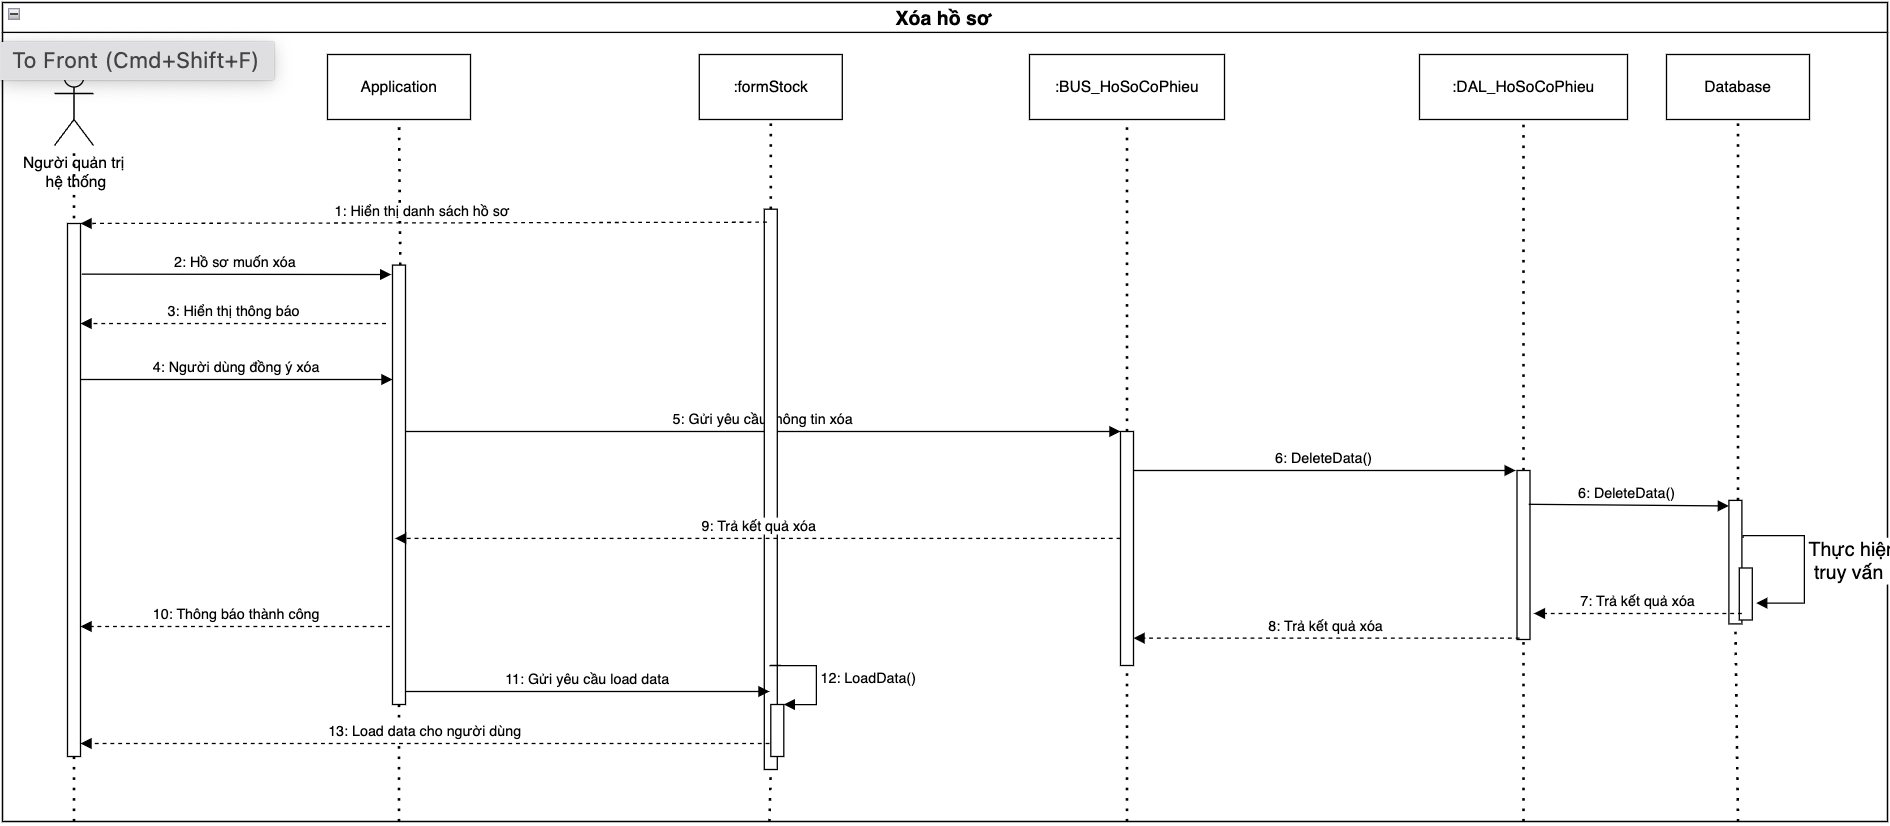 Xóa hồ sơ
To Front (Cmd+Shift+F)
Application
:formStock
:BUS_HoSoCoPhieu
:DAL_HoSoCoPhieu
Database
Người quản trị
hệ thống
1: Hiển thị danh sách hồ sơ
2: Hồ sơ muốn xóa
3: Hiển thị thông báo
4: Người dùng đồng ý xóa
5: Gửi yêu cầu hông tin xóa
6: DeleteData()
6: DeleteData()
9: Trả kết quả xóa
Thực hiện
truy vấn
7: Trả kết quả xóa
10: Thông báo thành công
8: Trả kết quả xóa
11: Gửi yêu cầu load data
12: LoadData()
13: Load data cho người dùng